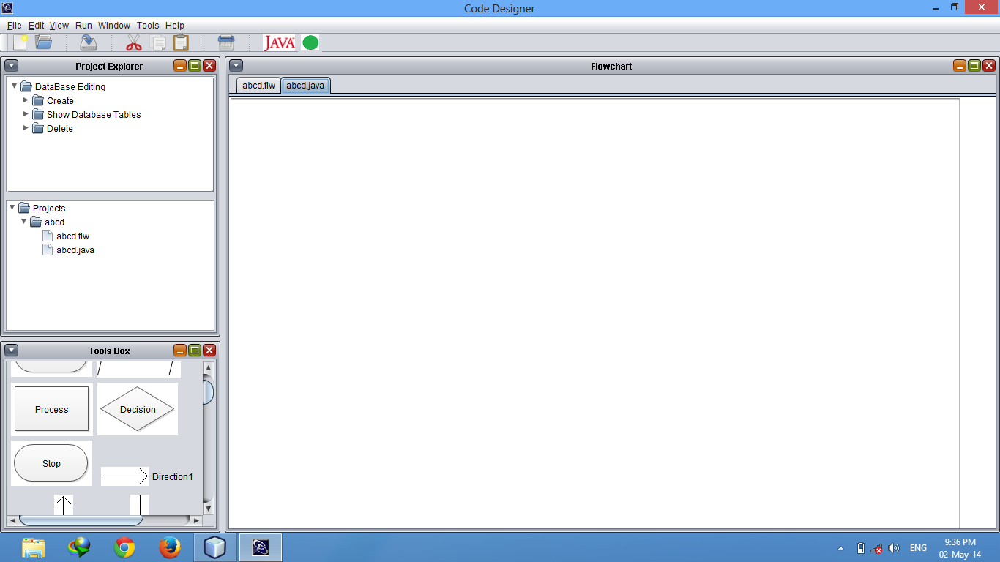 Code Designer
File Edit View Run Window Tools Help
JAVA
Project Explorer
DataBase Editing
Create
Show Database Tables
Delete
Projects
abcd
abcd.flw
abcd.java
Tools Box
Process
Decision
Stop
Direction1
Flowchart
abcd.flw abcd.java
ENG
9:36 PM
02-May-14